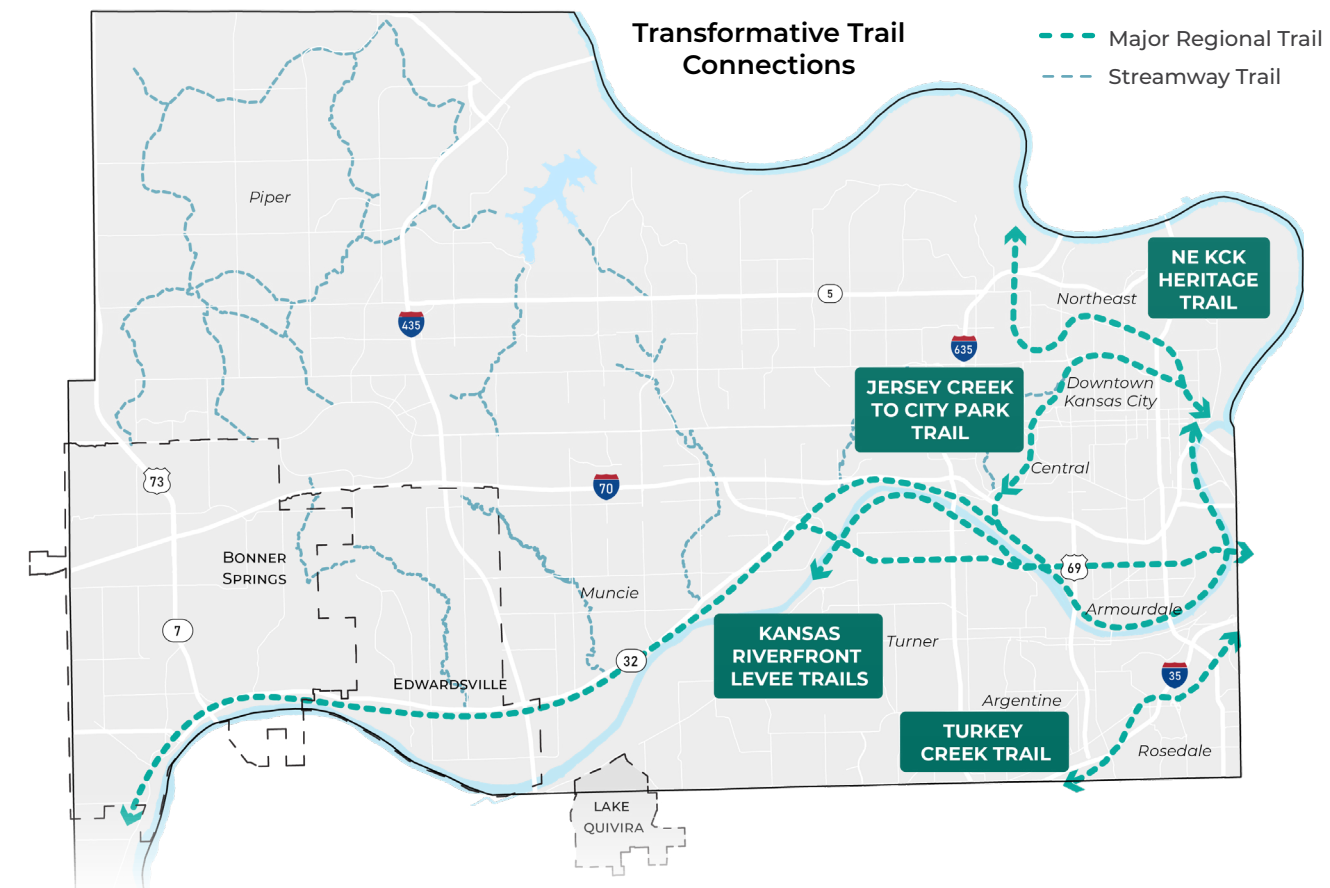 Transformative Trail
Connections
Major Regional Trail
Streamway Trail
Piper
NE KCK
HERITAGE
TRAIL
5
Northeast
435
635
JERSEY CREEK
TO CITY PARK
TRAIL
Downtown
Kansas City
Central
73
70
BONNER
SPRINGS
69
Muncie
Armourdale
7
KANSAS
RIVERFRONT
LEVEE TRAILS
Turner
32
35
EDWARDSVILLE
Argentine
TURKEY
CREEK TRAIL
Rosedale
LAKE
QUIVIRA